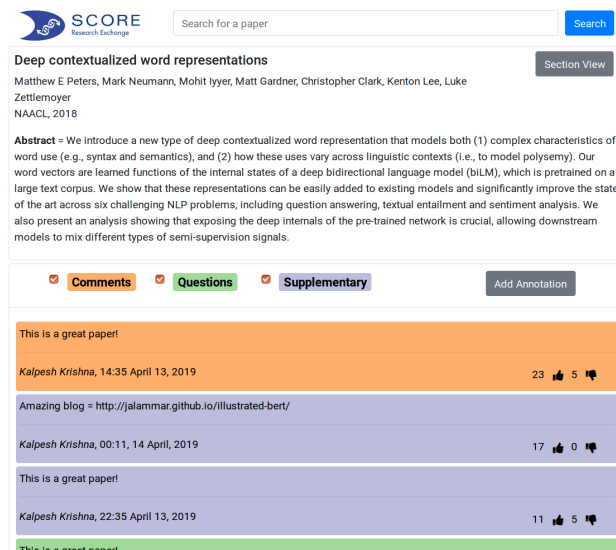 SCORE
Research Exchange
Search for a paper
Search
Deep contextualized word representations
Section View
Matthew E Peters, Mark Neumann, Mohit Iyyer, Matt Gardner, Christopher Clark, Kenton Lee, Luke
Zettlemoyer
NAACL, 2018
Abstract = We introduce a new type of deep contextualized word representation that models both (1) complex characteristics of
word use (e.g., syntax and semantics), and (2) how these uses vary across linguistic contexts (i.e., to model polysemy). Our
word vectors are learned functions of the internal states of a deep bidirectional language model (biLM), which is pretrained on a
large text corpus. We show that these representations can be easily added to existing models and significantly improve the state
of the art across six challenging NLP problems, including question answering, textual entailment and sentiment analysis. We
also present an analysis showing that exposing the deep internals of the pre-trained network is crucial, allowing downstream
models to mix different types of semi-supervision signals.
Comments Questions Supplementary Add Annotation
This is a great paper!
Kalpesh Krishna, 14:35 April 13, 2019 23 5
Amazing blog = http://jalammar.github.io/illustrated-bert/
Kalpesh Krishna, 00:11, 14 April, 2019 17 0
This is a great paper!
Kalpesh Krishna, 22:35 April 13, 2019 11 5
This is a great paper!